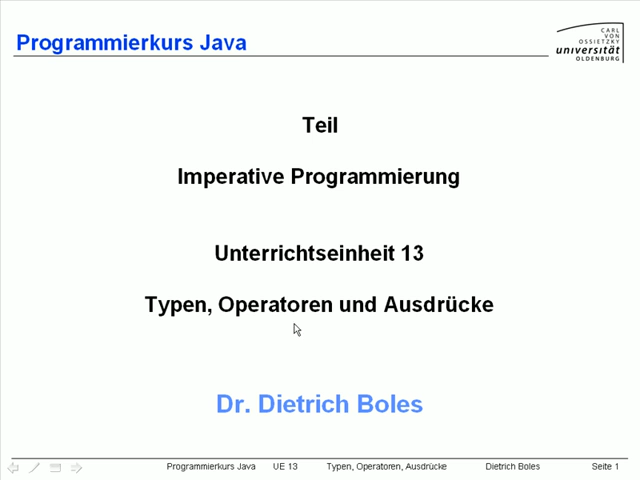 Programmierkurs Java
CARL
VON
OSSIETZKY
universität
OLDENBURG
Teil
Imperative Programmierung
Unterrichtseinheit 13
Typen, Operatoren und Ausdrücke
Dr. Dietrich Boles
Programmierkurs Java UE 13 Typen, Operatoren, Ausdrücke Dietrich Boles Seite 1